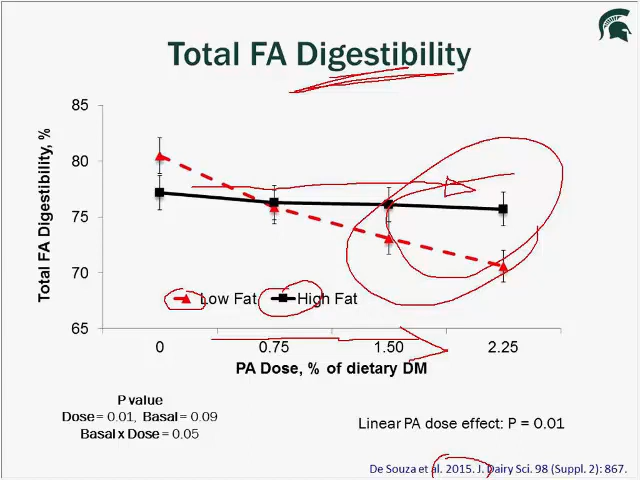 Total FA Digestibility
85
80
75
70
65
Total FA Digestibility, %
Low Fat
High Fat
0
0.75
1.50
2.25
PA Dose, % of dietary DM
P value
Dose = 0.01, Basal = 0.09
Basal x Dose = 0.05
Linear PA dose effect: P = 0.01
De Souza et al. 2015. J. Dairy Sci. 98 (Suppl. 2): 867.